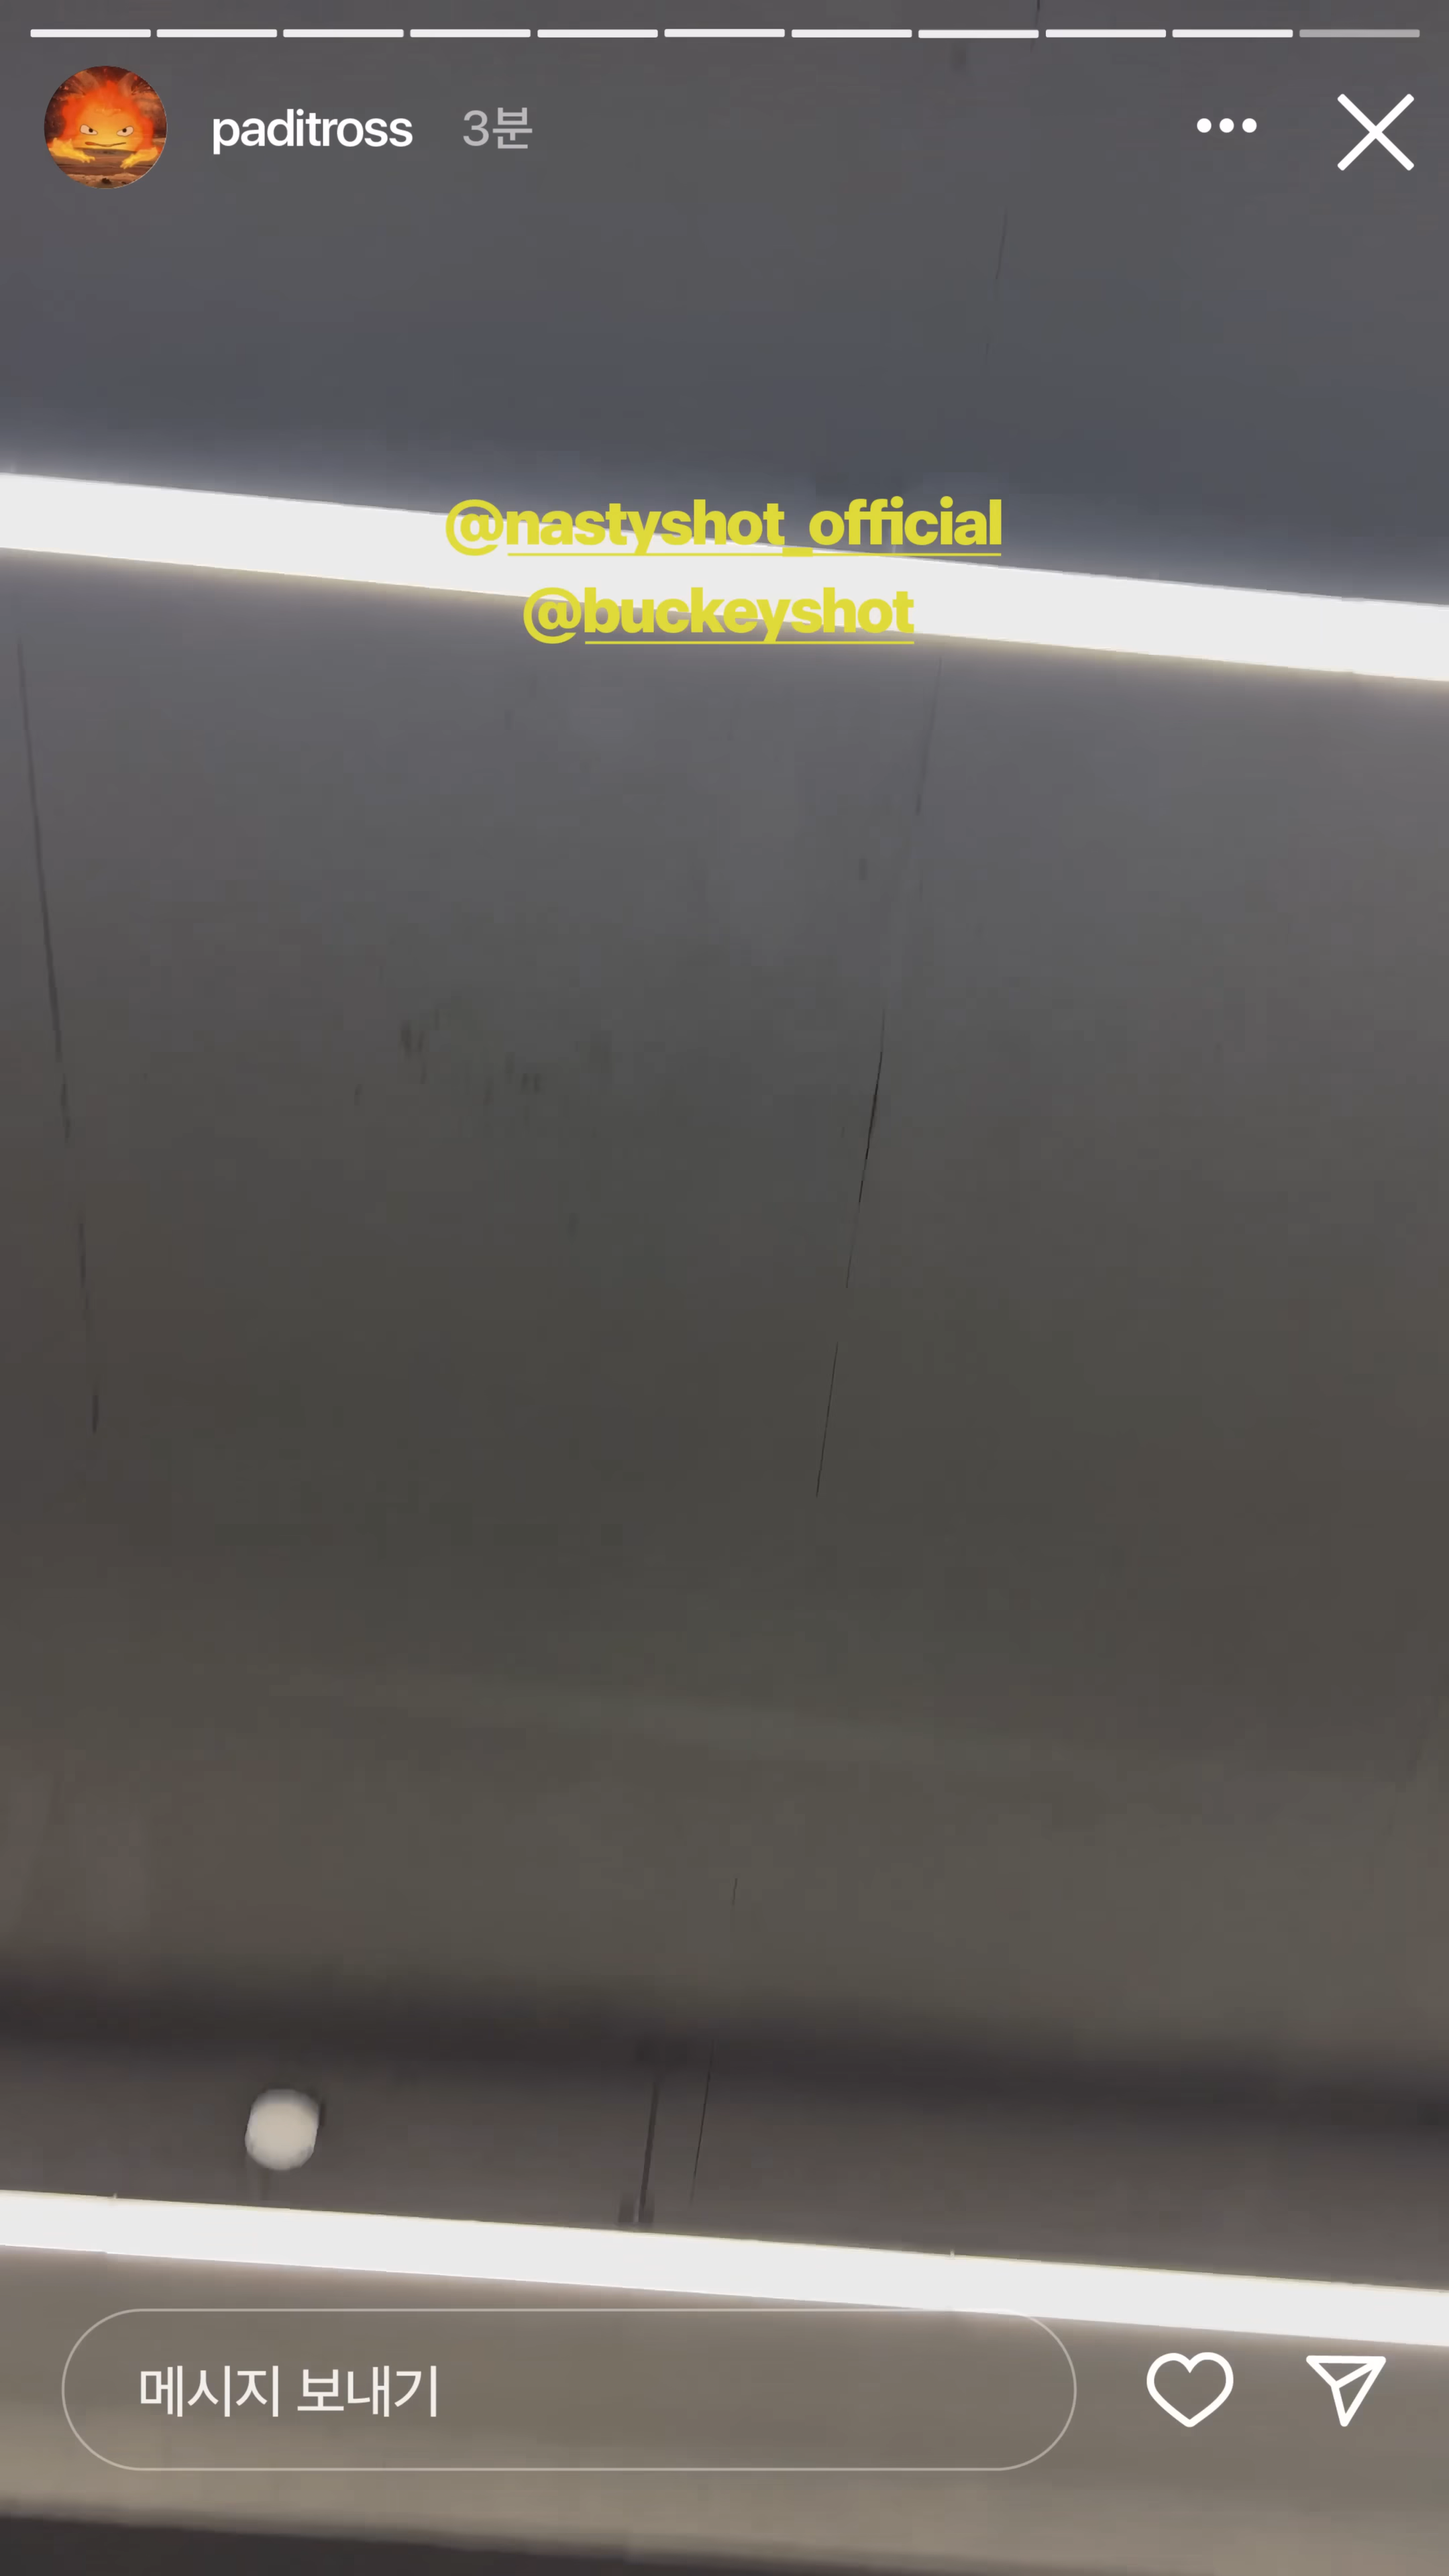 paditross 3분
@nastyshot_official
@buckeyshot
메시지 보내기